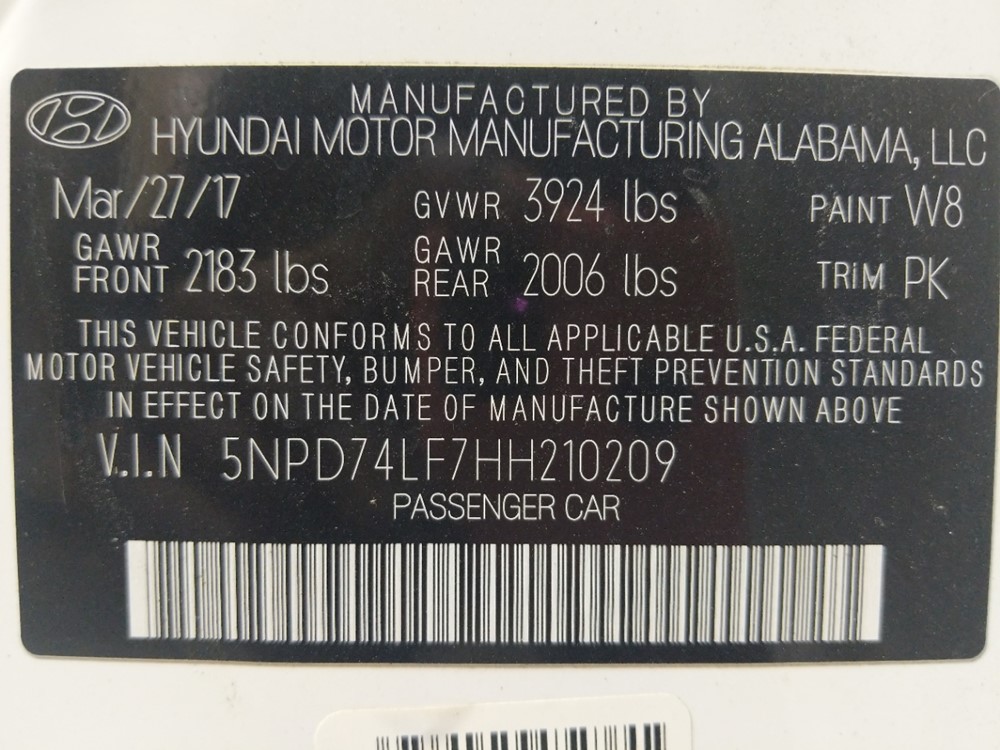 MANUFACTURED BY
HYUNDAI MOTOR MANUFACTURING ALABAMA, LLC
Mar/27/17 GVWR 3924 lbs PAINT W8
GAWR FRONT 2183 lbs GAWR REAR 2006 lbs TRIM PK
THIS VEHICLE CONFORMS TO ALL APPLICABLE U.S.A. FEDERAL
MOTOR VEHICLE SAFETY, BUMPER, AND THEFT PREVENTION STANDARDS
IN EFFECT ON THE DATE OF MANUFACTURE SHOWN ABOVE
V.I.N 5NPD74LF7HH210209
PASSENGER CAR